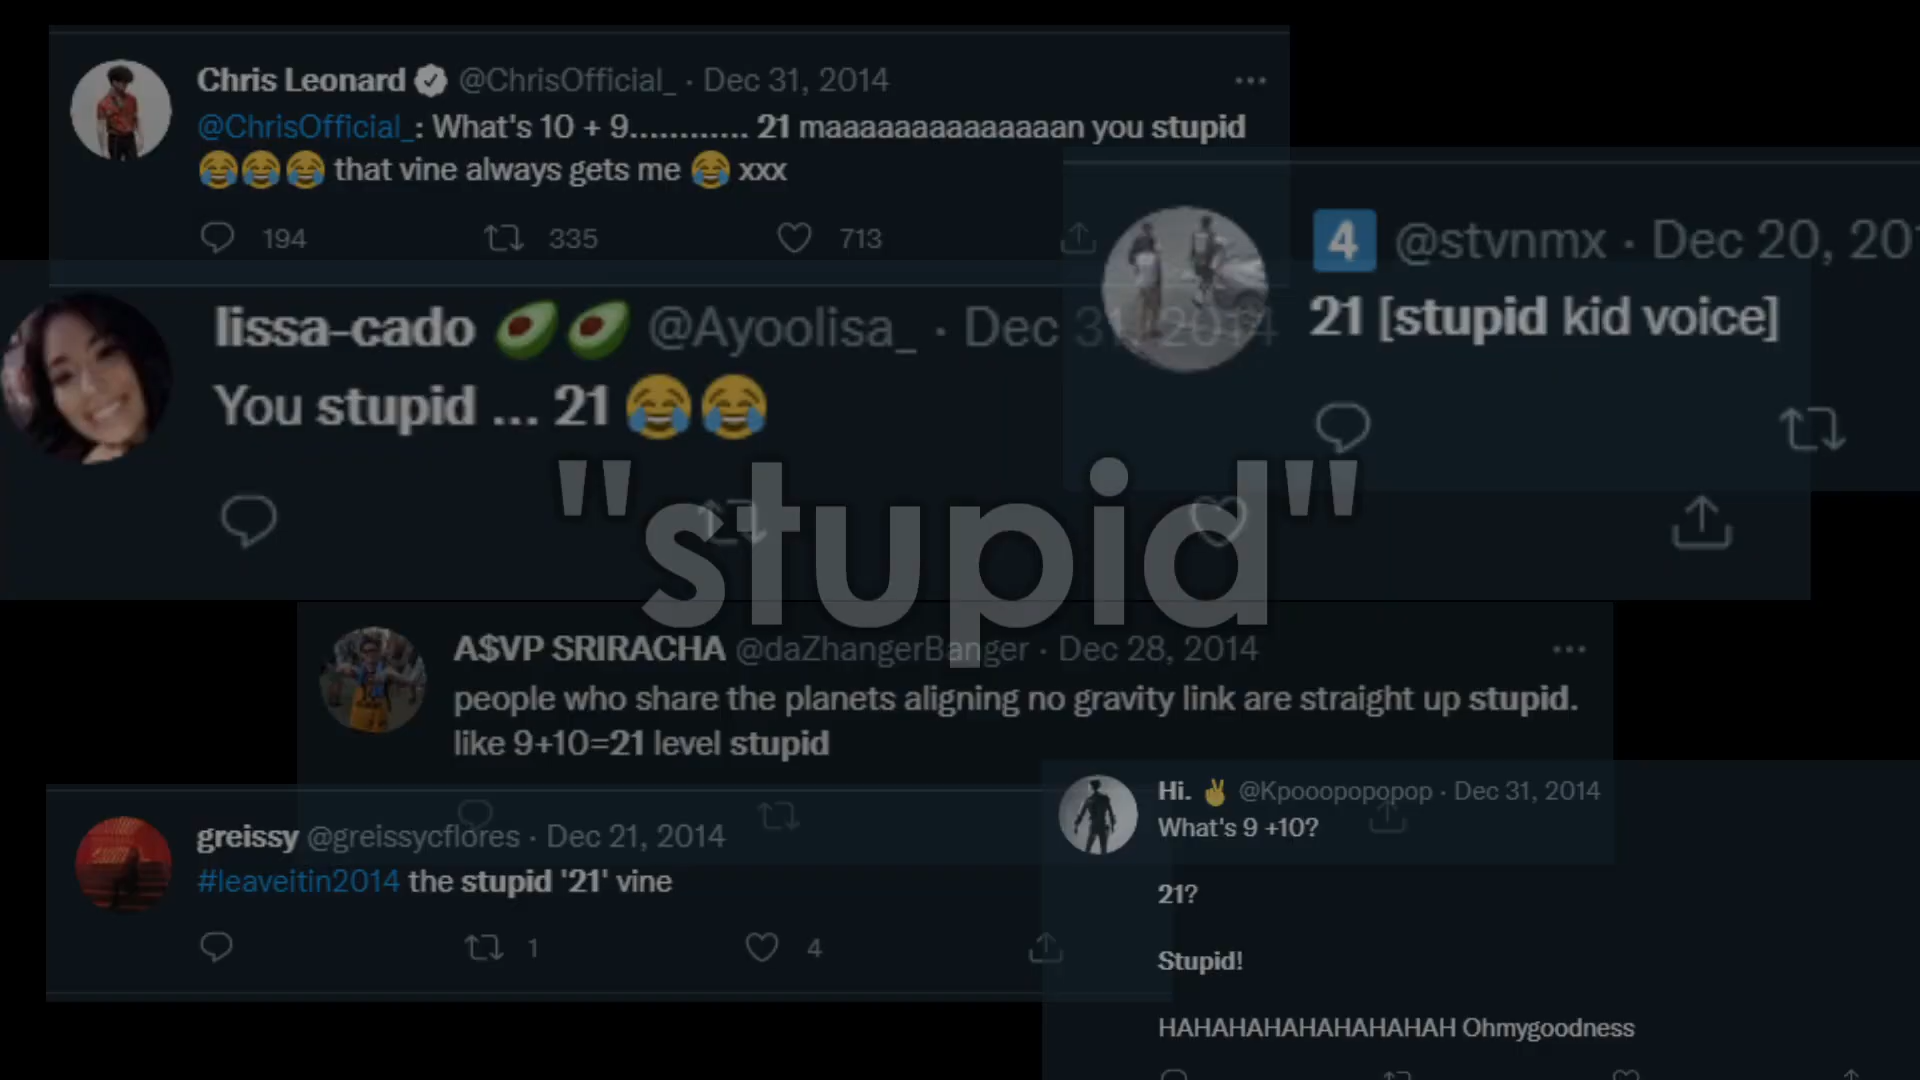 Chris Leonard @ChrisOfficial_ · Dec 31, 2014
@ChrisOfficial_: What's 10 + 9............ 21 maaaaaaaaaaaaaan you stupid
😂😂😂 that vine always gets me 😂 xxx
194 335 713
4️⃣ @stvnmx · Dec 20, 201
21 [stupid kid voice]
lissa-cado 🥑🥑 @Ayoolisa_ · Dec 31, 2014
You stupid ... 21 😂😂
"stupid"
A$VP SRIRACHA @daZhangerBanger · Dec 28, 2014
people who share the planets aligning no gravity link are straight up stupid.
like 9+10=21 level stupid
greissy @greissycflores · Dec 21, 2014
#leaveitin2014 the stupid '21' vine
1 4
Hi. ✌ @Kpooopopopop · Dec 31, 2014
What's 9 +10?
21?
Stupid!
HAHAHAHAHAHAHAHAH Ohmygoodness